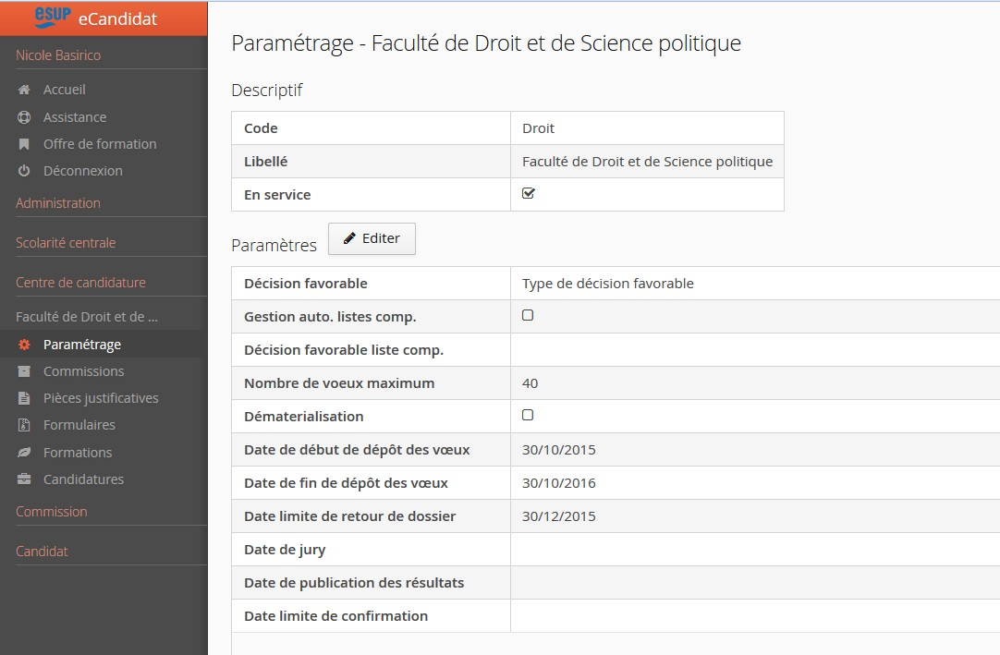 esup eCandidat
Nicole Basirico
Accueil
Assistance
Offre de formation
Déconnexion
Administration
Scolarité centrale
Centre de candidature
Faculté de Droit et de ...
Paramétrage
Commissions
Pièces justificatives
Formulaires
Formations
Candidatures
Commission
Candidat
Paramétrage - Faculté de Droit et de Science politique
Descriptif
Code Droit
Libellé Faculté de Droit et de Science politique
En service
Paramètres Editer
Décision favorable Type de décision favorable
Gestion auto. listes comp.
Décision favorable liste comp.
Nombre de voeux maximum 40
Dématerialisation
Date de début de dépôt des vœux 30/10/2015
Date de fin de dépôt des vœux 30/10/2016
Date limite de retour de dossier 30/12/2015
Date de jury
Date de publication des résultats
Date limite de confirmation